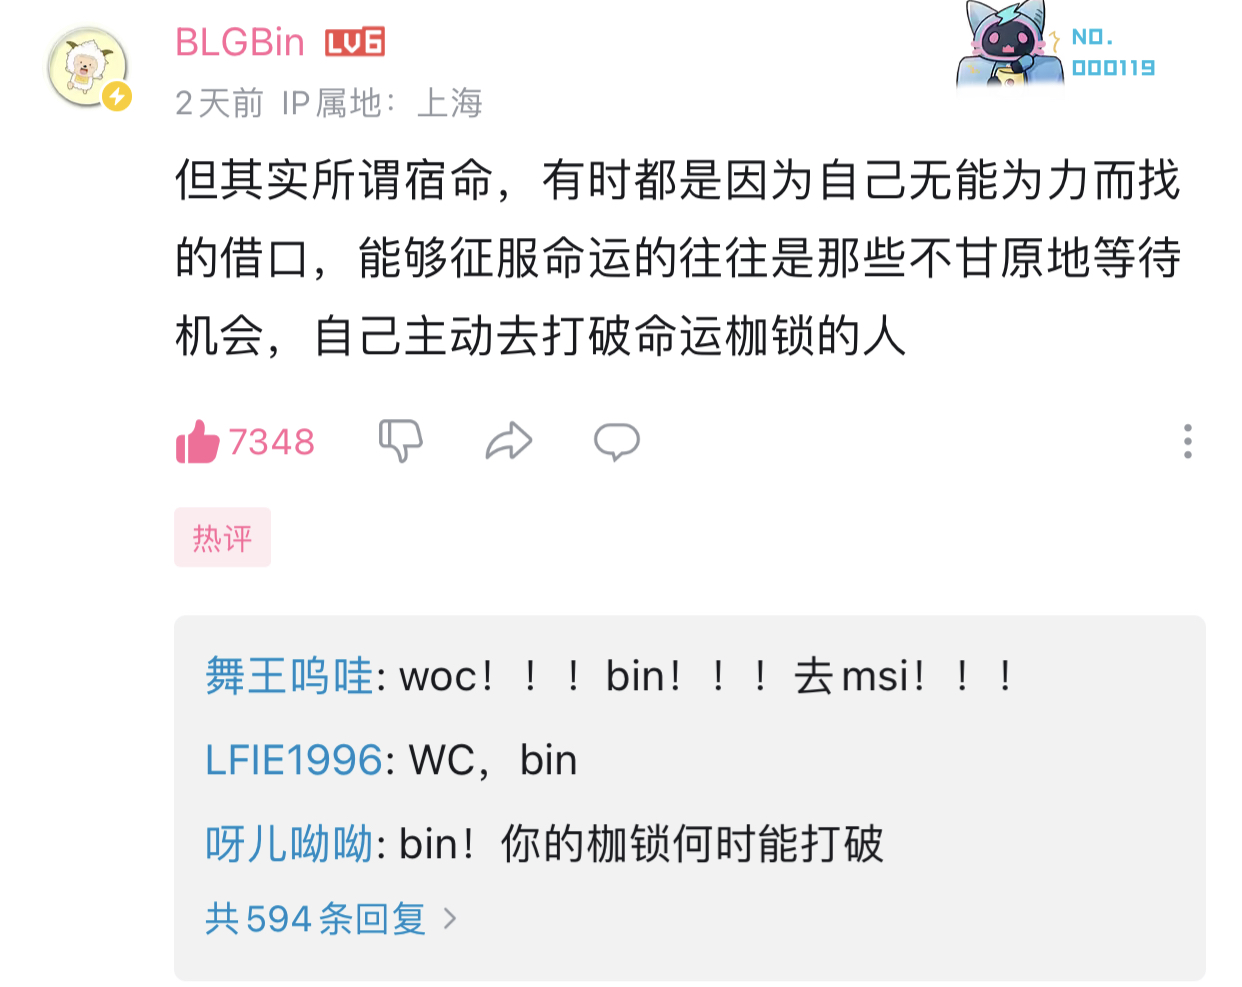 BLGBin LV6
NO.
000119
2天前 IP属地：上海
但其实所谓宿命，有时都是因为自己无能为力而找
的借口，能够征服命运的往往是那些不甘原地等待
机会，自己主动去打破命运枷锁的人
7348
热评
舞王呜哇: woc！！！bin！！！去msi！！！
LFIE1996: WC，bin
呀儿呦呦: bin！你的枷锁何时能打破
共594条回复 >